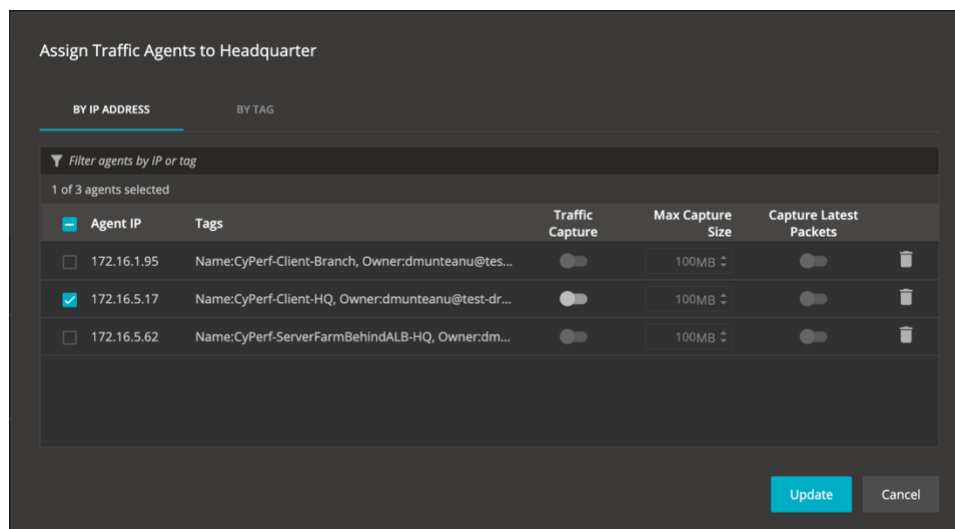 Assign Traffic Agents to Headquarter
BY IP ADDRESS BY TAG
Filter agents by IP or tag
1 of 3 agents selected
Agent IP Tags Traffic Capture Max Capture Size Capture Latest Packets
172.16.1.95 Name:CyPerf-Client-Branch, Owner:dmunteanu@tes... 100MB
172.16.5.17 Name:CyPerf-Client-HQ, Owner:dmunteanu@test-dr... 100MB
172.16.5.62 Name:CyPerf-ServerFarmBehindALB-HQ, Owner:dm... 100MB
Update Cancel